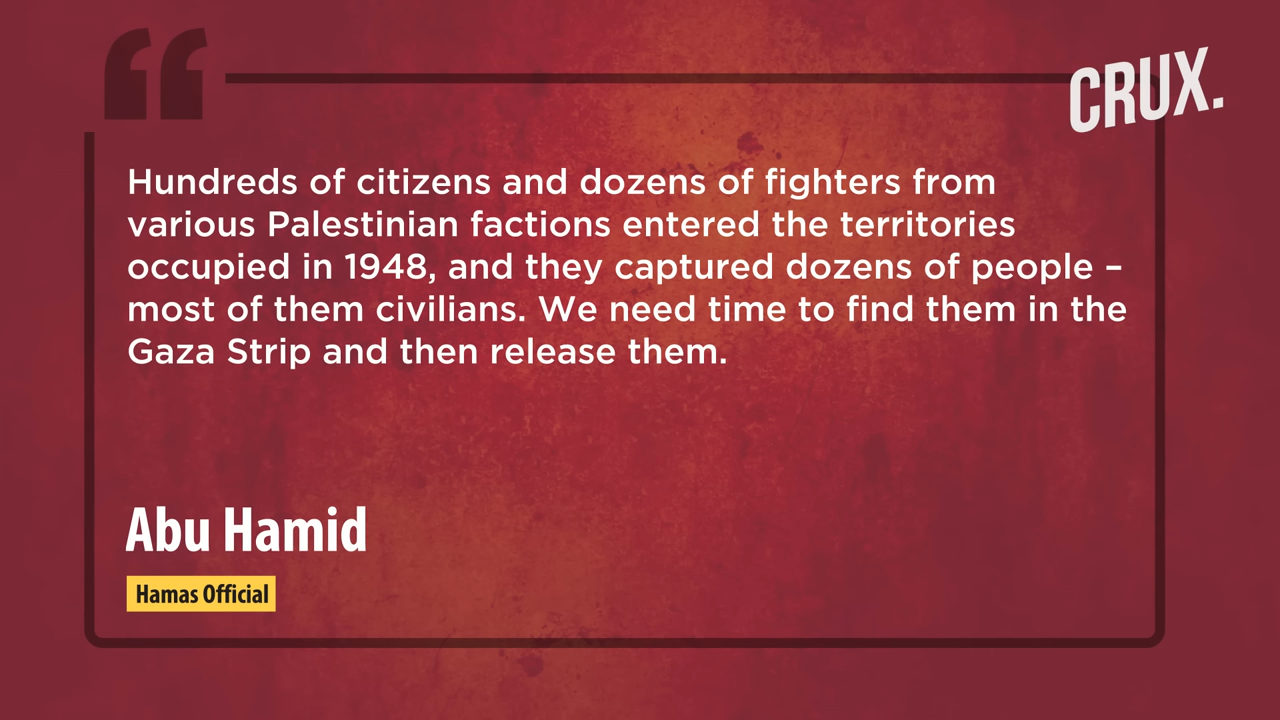 CRUX.
Hundreds of citizens and dozens of fighters from
various Palestinian factions entered the territories
occupied in 1948, and they captured dozens of people –
most of them civilians. We need time to find them in the
Gaza Strip and then release them.
Abu Hamid
Hamas Official